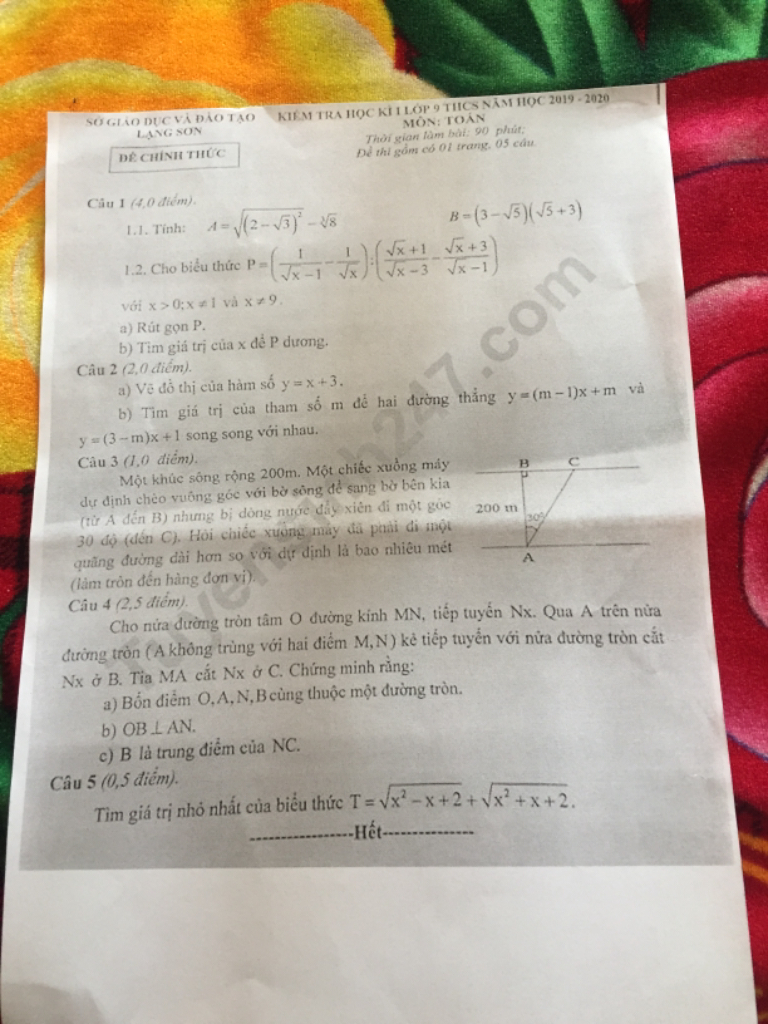 SỞ GIÁO DỤC VÀ ĐÀO TẠO
LẠNG SƠN
ĐỀ CHÍNH THỨC
KIỂM TRA HỌC KÌ I LỚP 9 THCS NĂM HỌC 2019 - 2020
MÔN: TOÁN
Thời gian làm bài: 90 phút;
Đề thi gồm có 01 trang, 05 câu.
Câu 1 (4,0 điểm).
1.1. Tính: A = √((2 − √3)²) − ∛8 B = (3 − √5)(√5 + 3)
1.2. Cho biểu thức P = (1/(√x − 1) − 1/√x) : ((√x + 1)/(√x − 3) − (√x + 3)/(√x − 1))
với x > 0; x ≠ 1 và x ≠ 9.
a) Rút gọn P.
b) Tìm giá trị của x để P dương.
Câu 2 (2,0 điểm).
a) Vẽ đồ thị của hàm số y = x + 3.
b) Tìm giá trị của tham số m để hai đường thẳng y = (m − 1)x + m và
y = (3 − m)x + 1 song song với nhau.
Câu 3 (1,0 điểm).
Một khúc sông rộng 200m. Một chiếc xuồng máy
dự định chèo vuông góc với bờ sông để sang bờ bên kia
(từ A đến B) nhưng bị dòng nước đẩy xiên đi một góc
30 độ (đến C). Hỏi chiếc xuồng máy đã phải đi một
quãng đường dài hơn so với dự định là bao nhiêu mét
(làm tròn đến hàng đơn vị).
B C
200 m
30°
A
Câu 4 (2,5 điểm).
Cho nửa đường tròn tâm O đường kính MN, tiếp tuyến Nx. Qua A trên nửa
đường tròn (A không trùng với hai điểm M, N) kẻ tiếp tuyến với nửa đường tròn cắt
Nx ở B. Tia MA cắt Nx ở C. Chứng minh rằng:
a) Bốn điểm O, A, N, B cùng thuộc một đường tròn.
b) OB ⊥ AN.
c) B là trung điểm của NC.
Câu 5 (0,5 điểm).
Tìm giá trị nhỏ nhất của biểu thức T = √(x² − x + 2) + √(x² + x + 2).
-----------------Hết---------------
Tuyensinh247.com